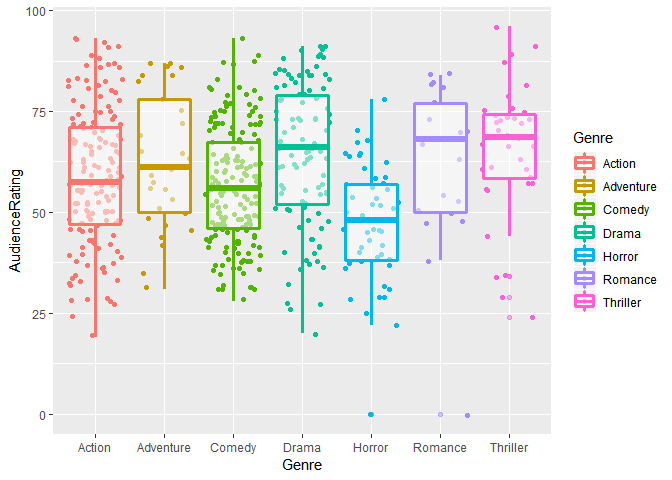 100
75
50
25
0
AudienceRating
Action Adventure Comedy Drama Horror Romance Thriller
Genre
Genre
Action
Adventure
Comedy
Drama
Horror
Romance
Thriller